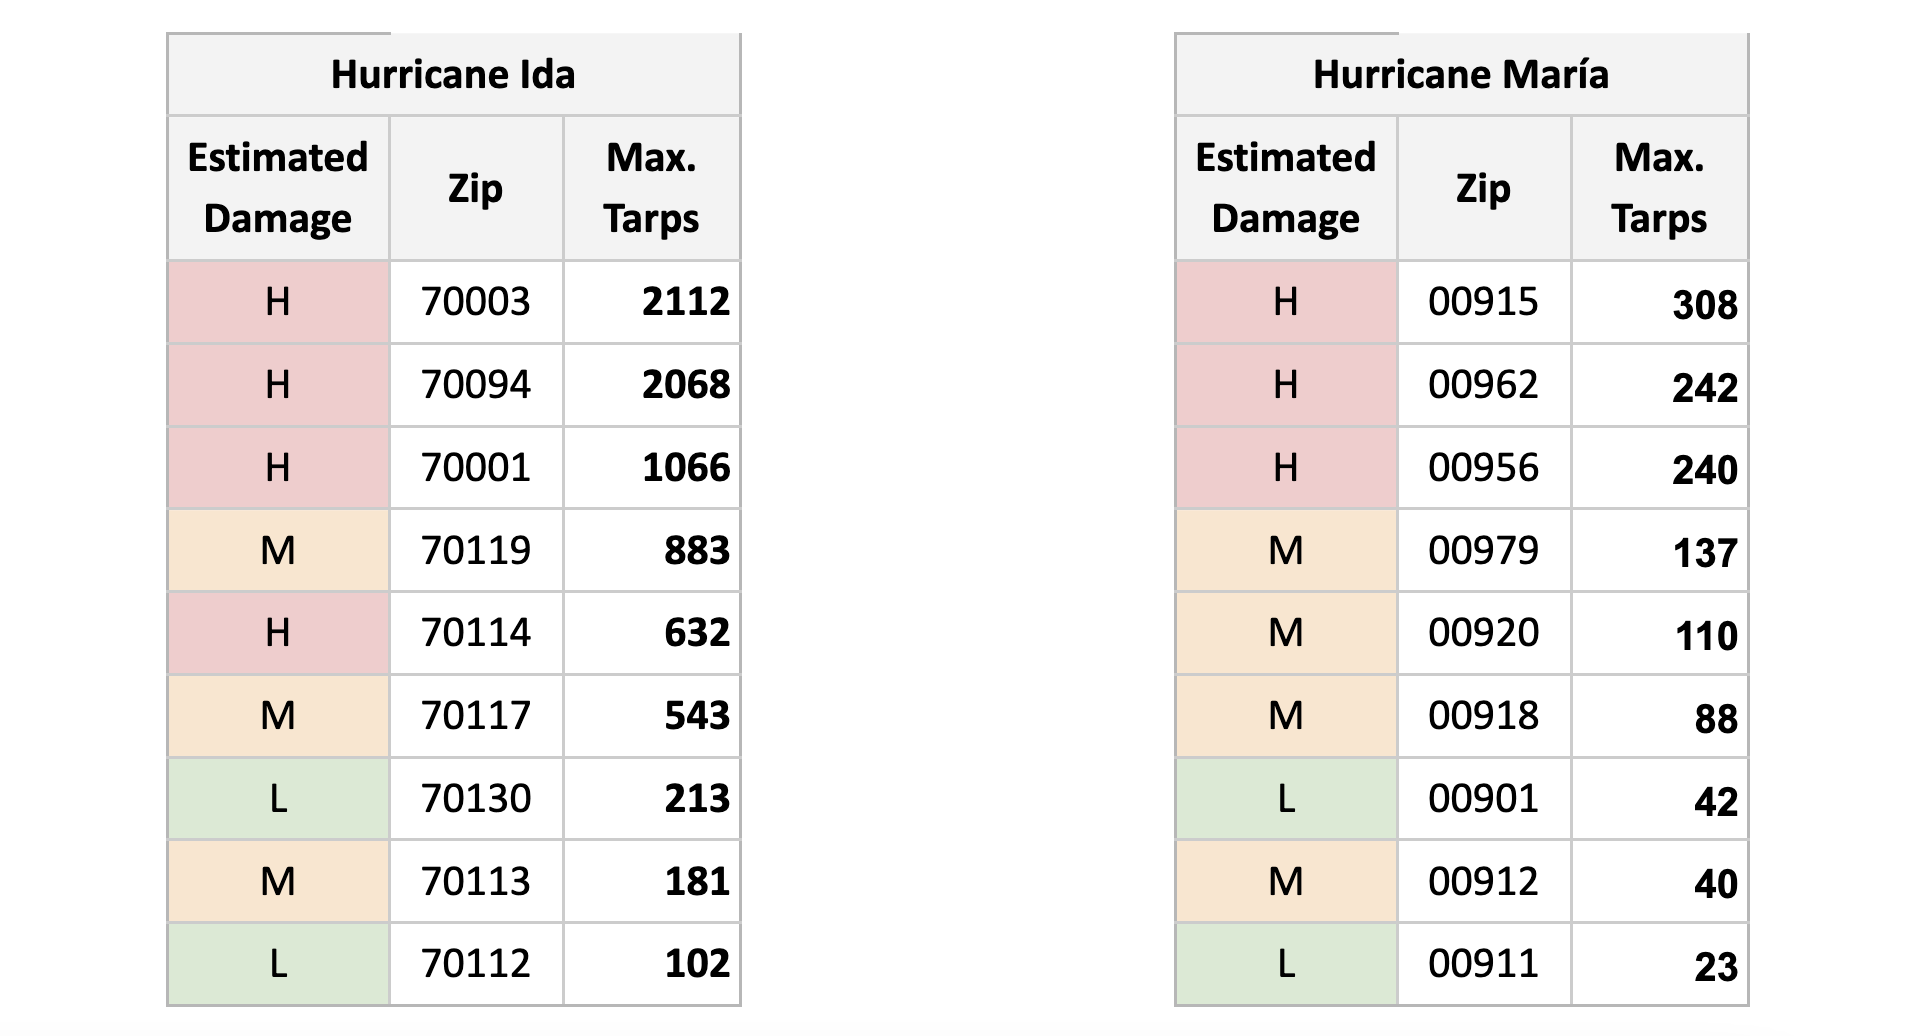 Hurricane Ida
Estimated Damage Zip Max. Tarps
H 70003 2112
H 70094 2068
H 70001 1066
M 70119 883
H 70114 632
M 70117 543
L 70130 213
M 70113 181
L 70112 102
Hurricane María
Estimated Damage Zip Max. Tarps
H 00915 308
H 00962 242
H 00956 240
M 00979 137
M 00920 110
M 00918 88
L 00901 42
M 00912 40
L 00911 23